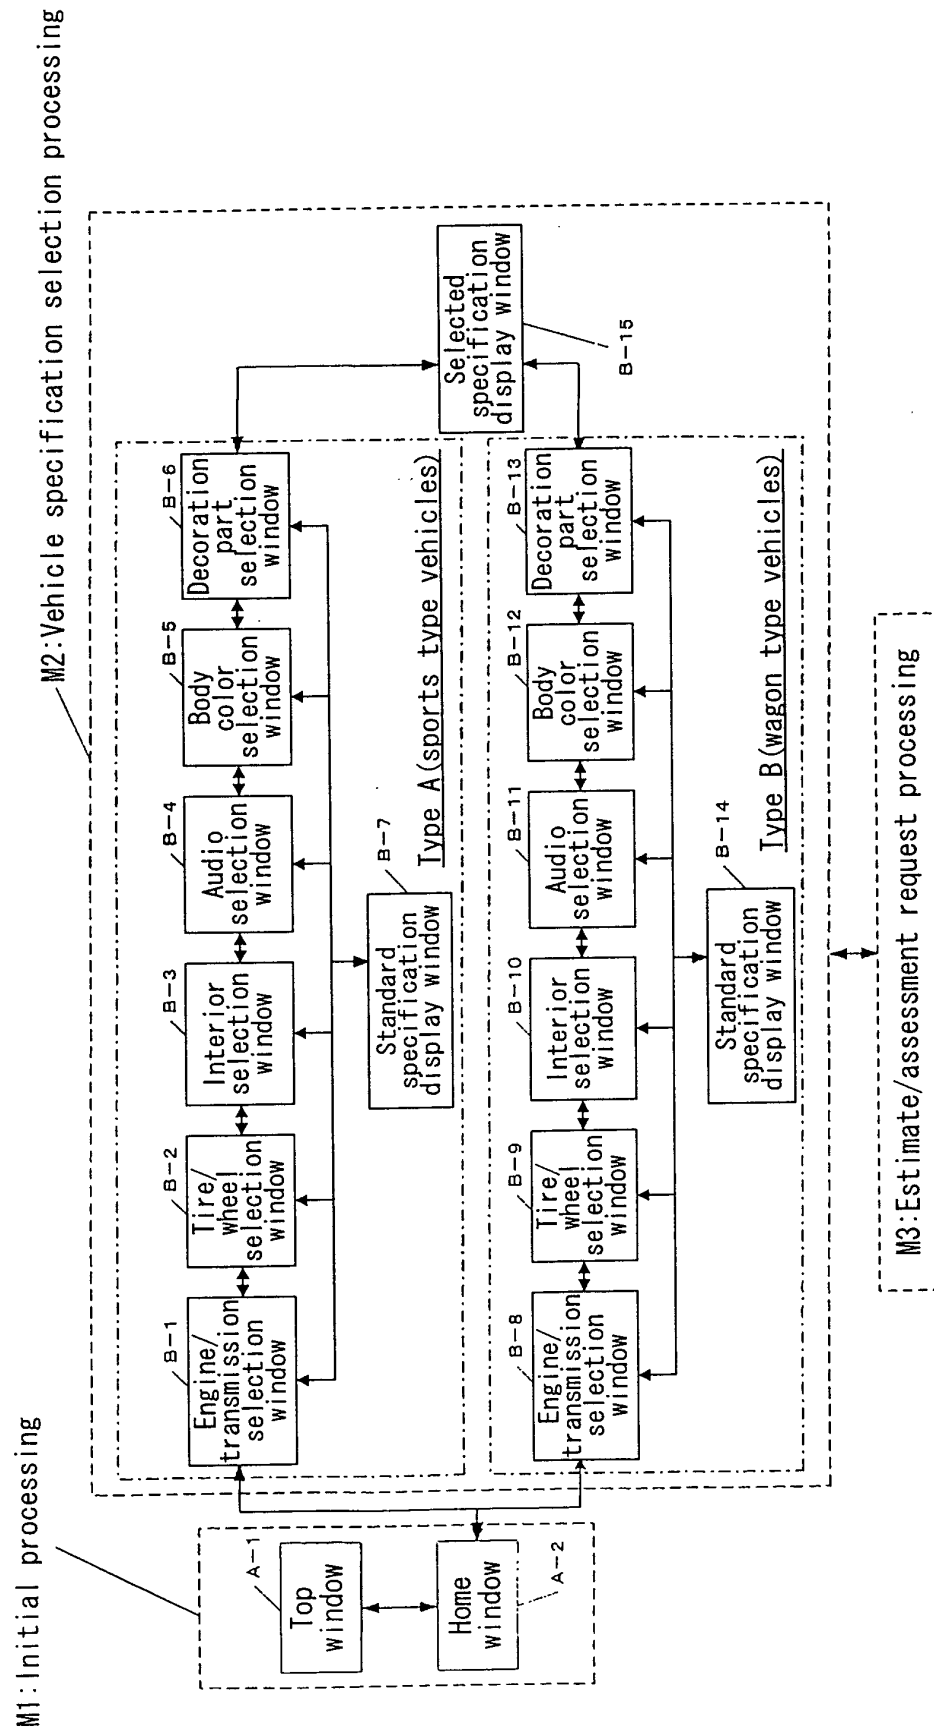 M1:Initial processing
A-1
Top
window
Home
window
A-2
M2:Vehicle specification selection processing
B-1
Engine/
transmission
selection
window
B-2
Tire/
wheel
selection
window
B-3
Interior
selection
window
B-4
Audio
selection
window
B-5
Body
color
selection
window
B-6
Decoration
part
selection
window
B-7
Standard
specification
display window
Type A(sports type vehicles)
B-8
Engine/
transmission
selection
window
B-9
Tire/
wheel
selection
window
B-10
Interior
selection
window
B-11
Audio
selection
window
B-12
Body
color
selection
window
B-13
Decoration
part
selection
window
B-14
Standard
specification
display window
Type B(wagon type vehicles)
Selected
specification
display window
B-15
M3:Estimate/assessment request processing